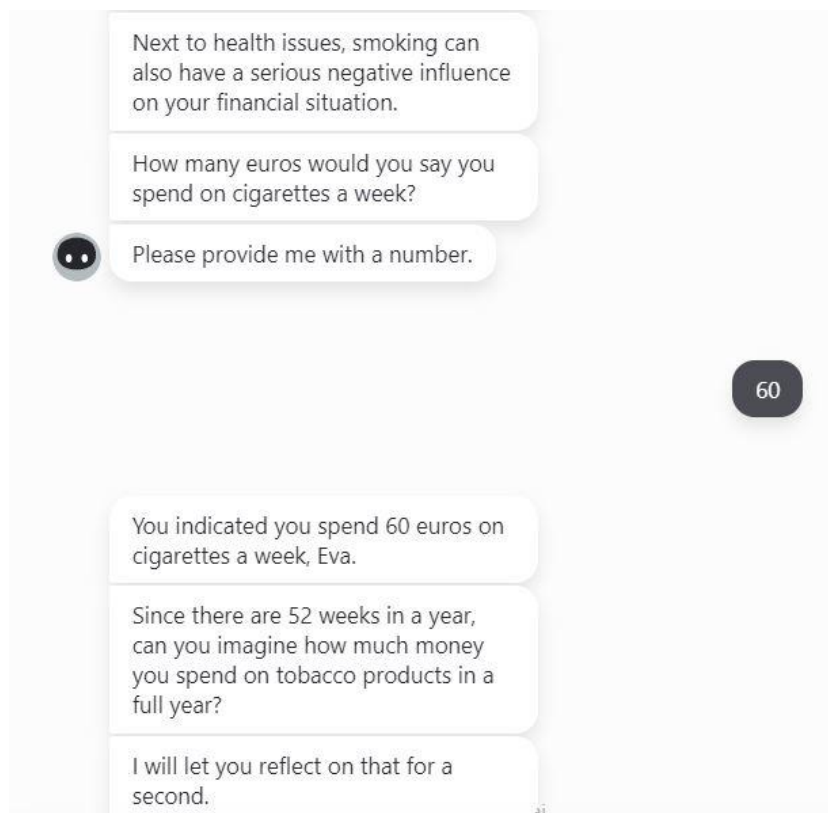 Next to health issues, smoking can
also have a serious negative influence
on your financial situation.
How many euros would you say you
spend on cigarettes a week?
Please provide me with a number.
60
You indicated you spend 60 euros on
cigarettes a week, Eva.
Since there are 52 weeks in a year,
can you imagine how much money
you spend on tobacco products in a
full year?
I will let you reflect on that for a
second.